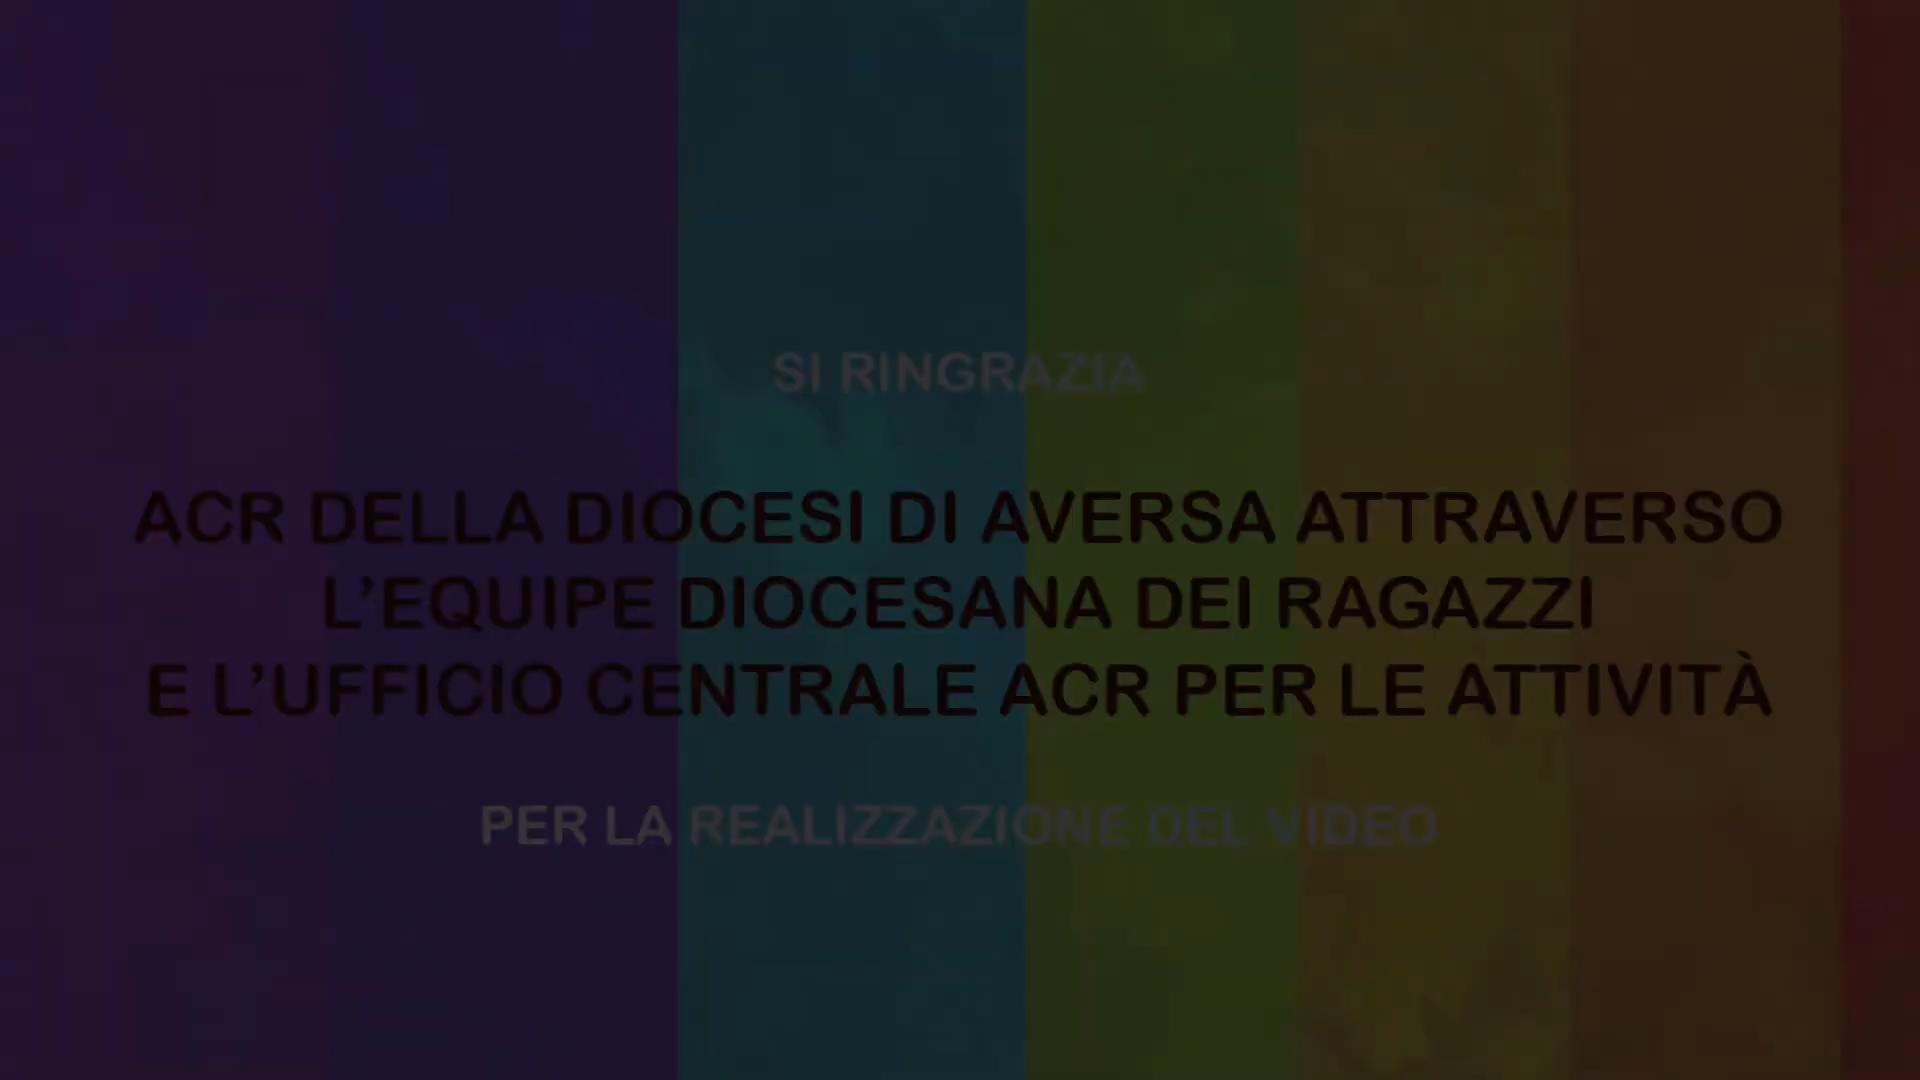 SI RINGRAZIA
ACR DELLA DIOCESI DI AVERSA ATTRAVERSO
L'EQUIPE DIOCESANA DEI RAGAZZI
E L'UFFICIO CENTRALE ACR PER LE ATTIVITÀ
PER LA REALIZZAZIONE DEL VIDEO